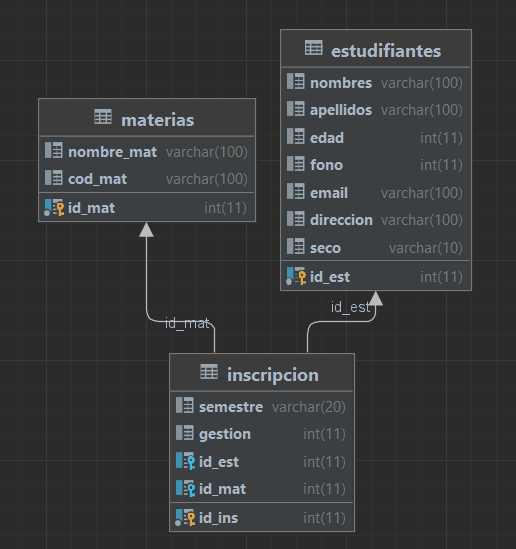 estudifiantes
nombres varchar(100)
apellidos varchar(100)
edad int(11)
fono int(11)
email varchar(100)
direccion varchar(100)
seco varchar(10)
id_est int(11)
materias
nombre_mat varchar(100)
cod_mat varchar(100)
id_mat int(11)
id_mat
id_est
inscripcion
semestre varchar(20)
gestion int(11)
id_est int(11)
id_mat int(11)
id_ins int(11)